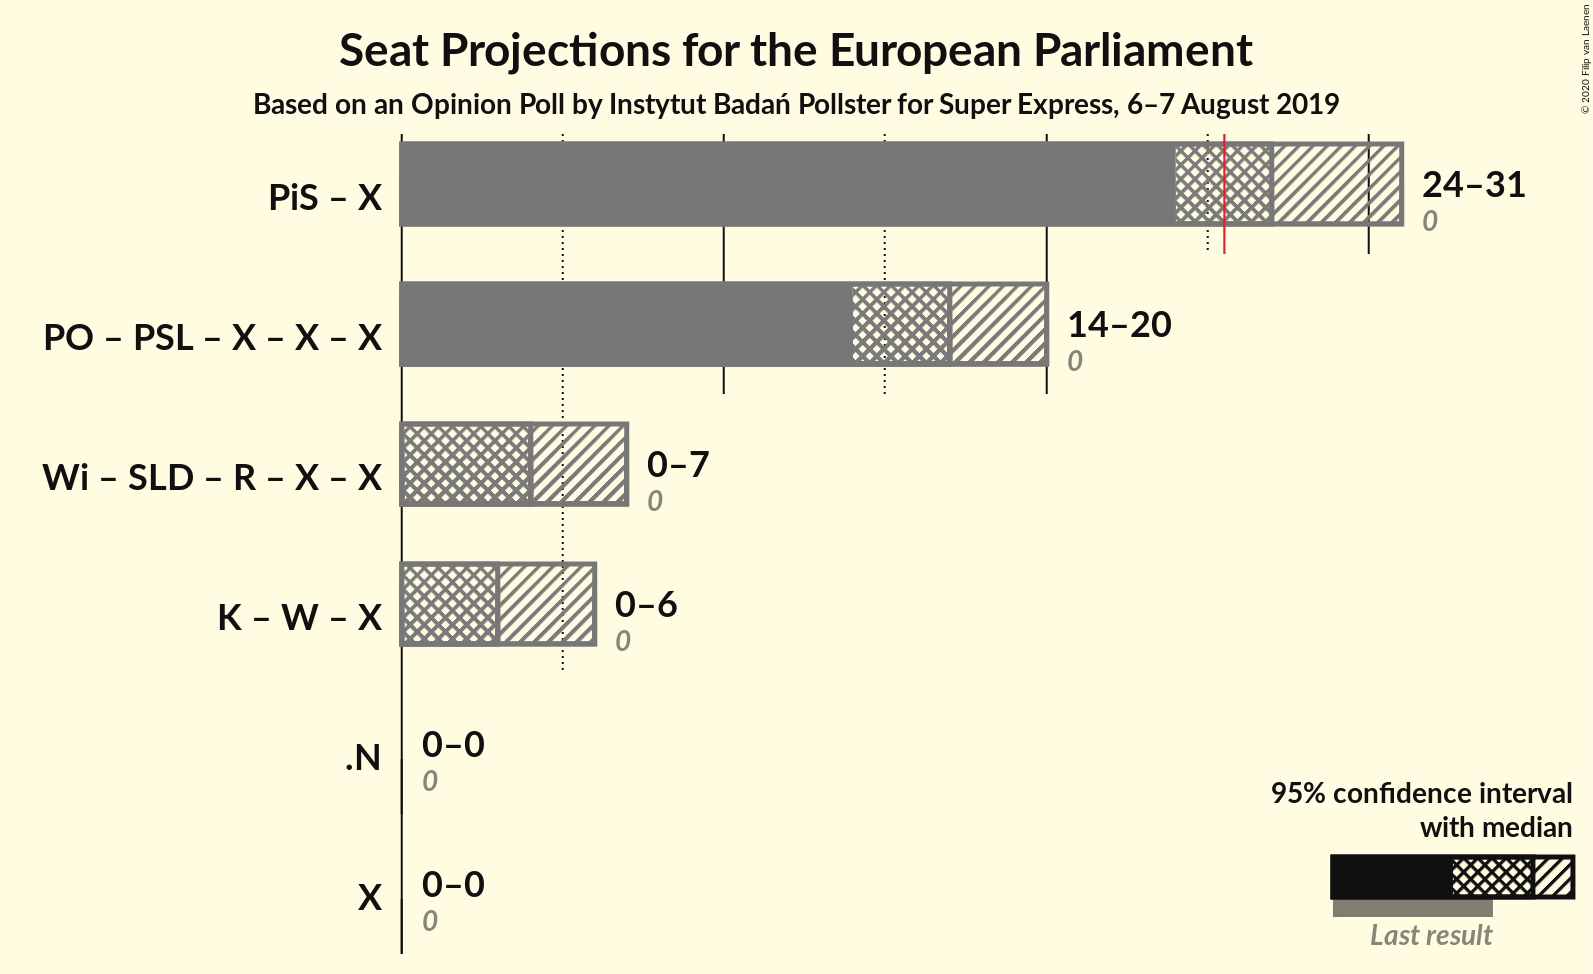 Seat Projections for the European Parliament
Based on an Opinion Poll by Instytut Badań Pollster for Super Express, 6–7 August 2019
© 2020 Filip van Laenen
PiS – X
24–31
0
PO – PSL – X – X – X
14–20
0
Wi – SLD – R – X – X
0–7
0
K – W – X
0–6
0
.N
0–0
0
X
0–0
0
95% confidence interval
with median
Last result